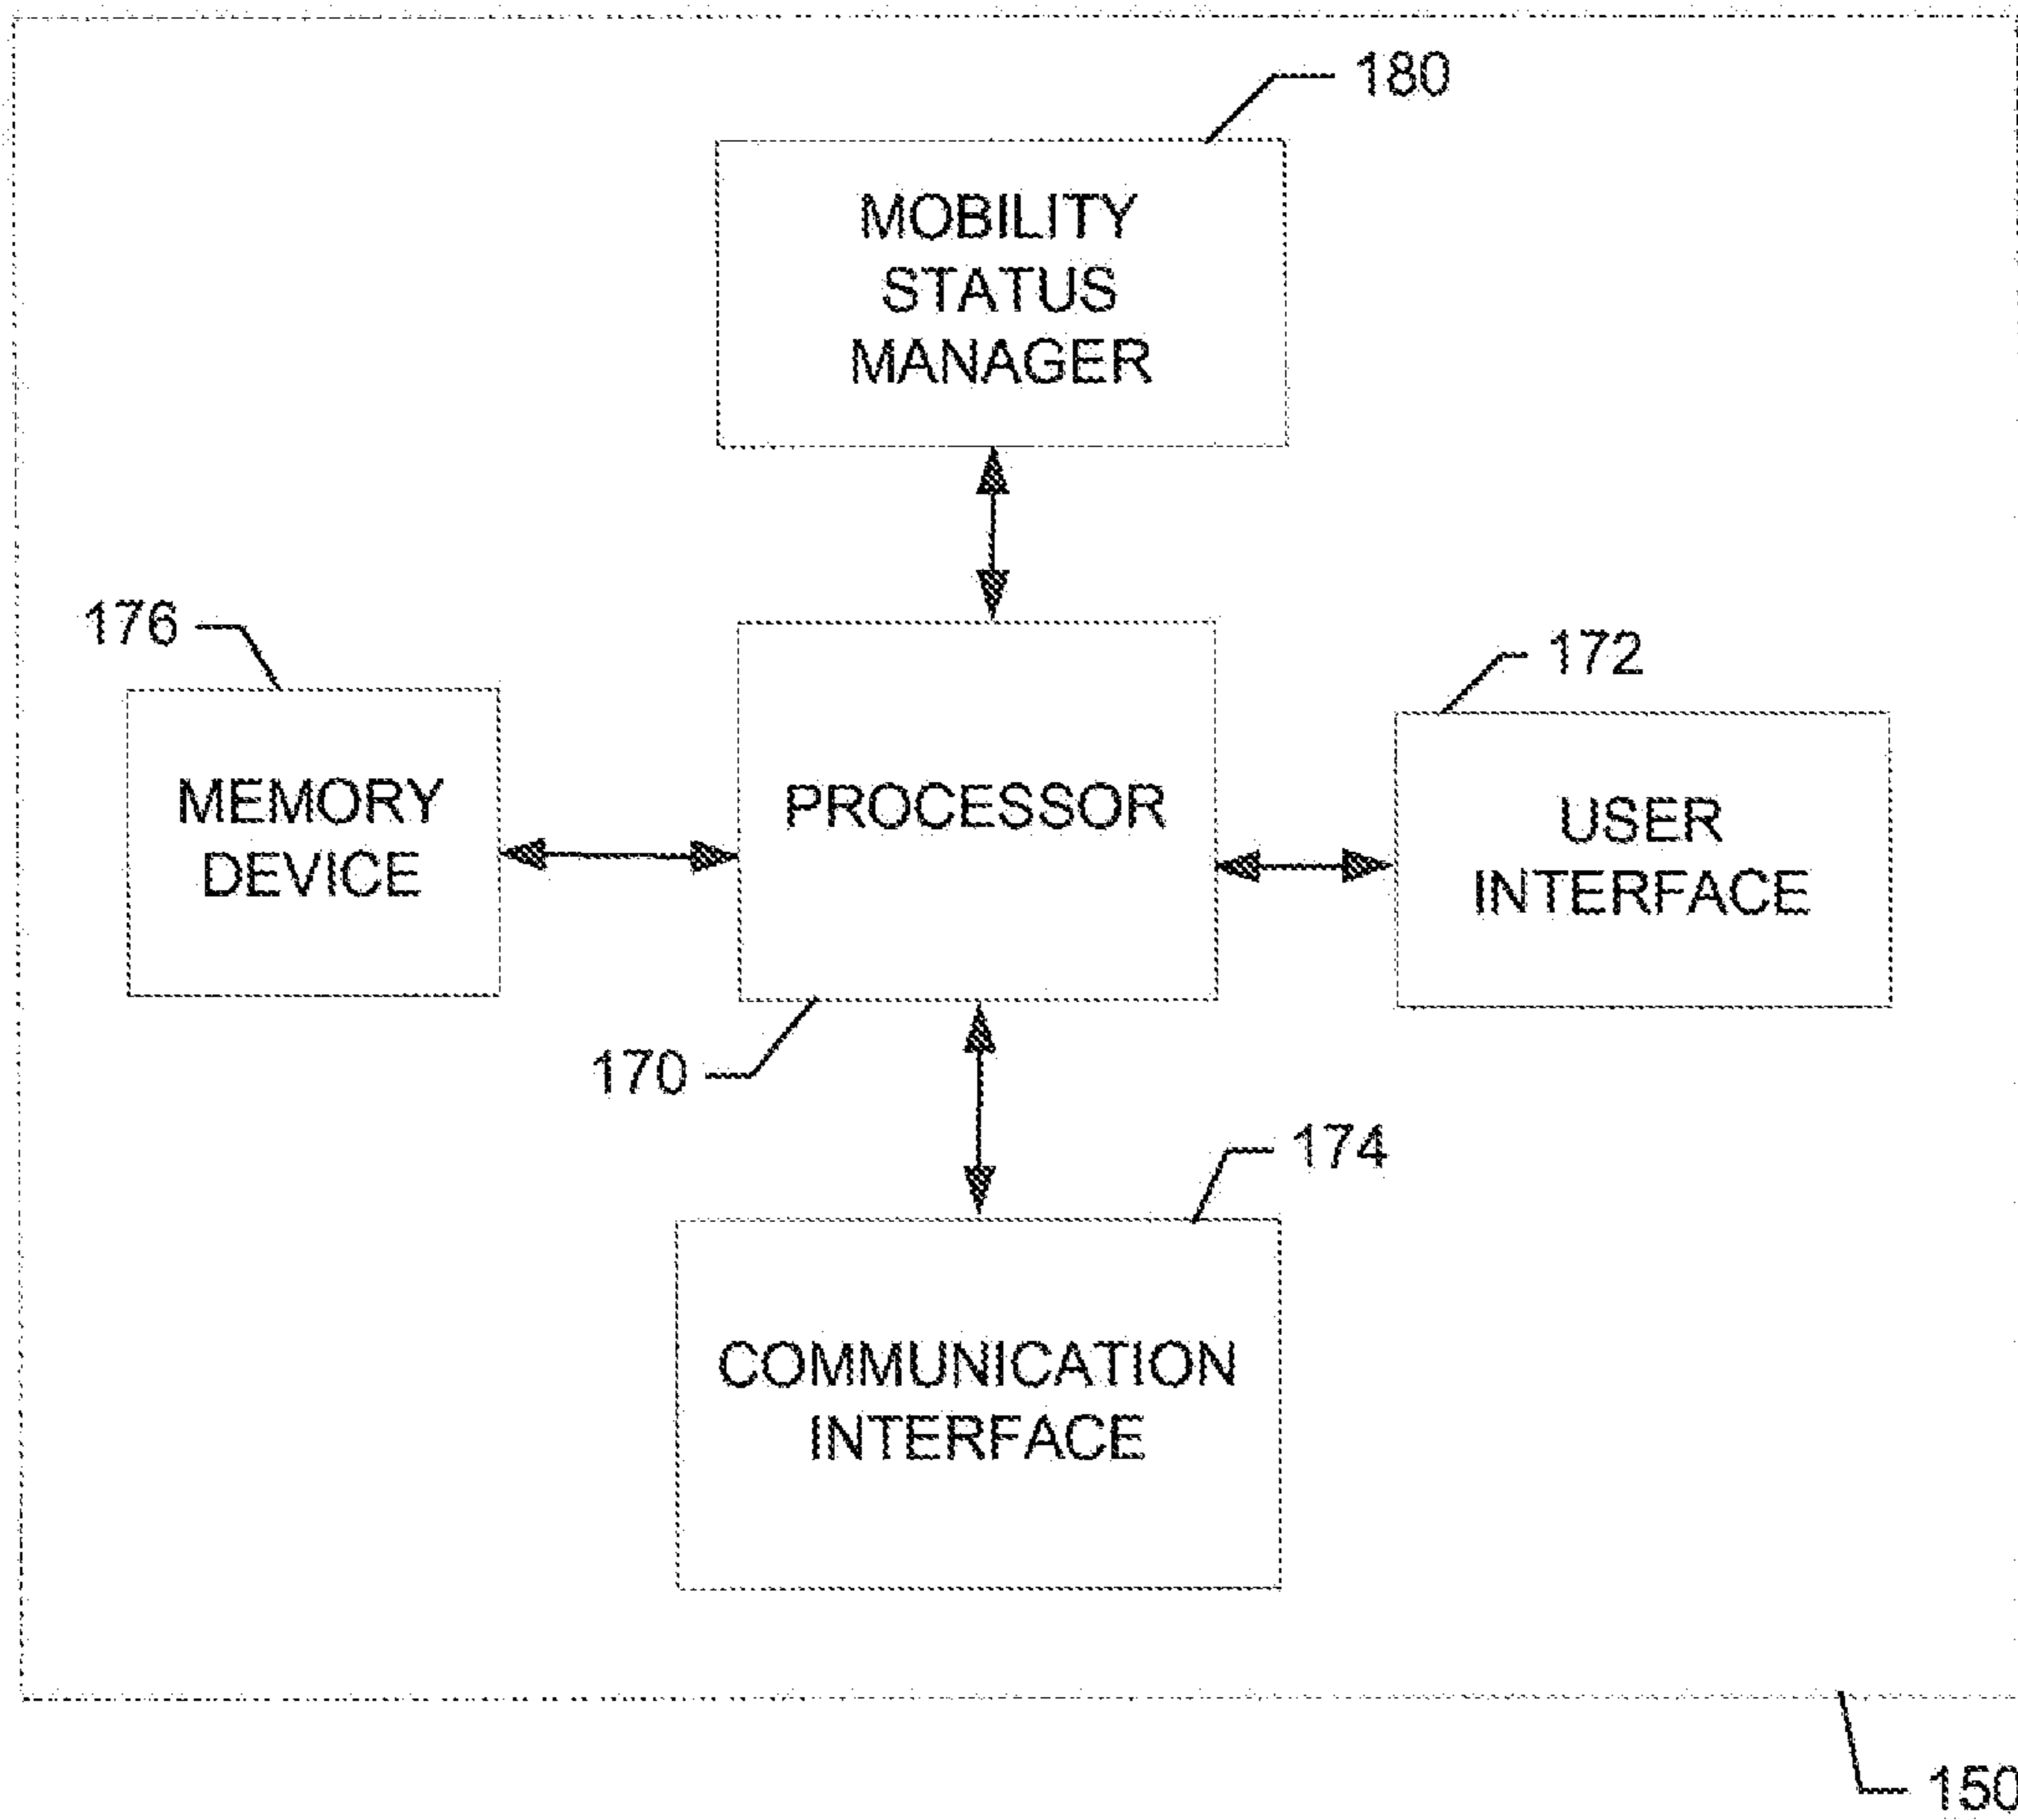 180
MOBILITY
STATUS
MANAGER
176
172
MEMORY
DEVICE
PROCESSOR
USER
INTERFACE
170
174
COMMUNICATION
INTERFACE
150